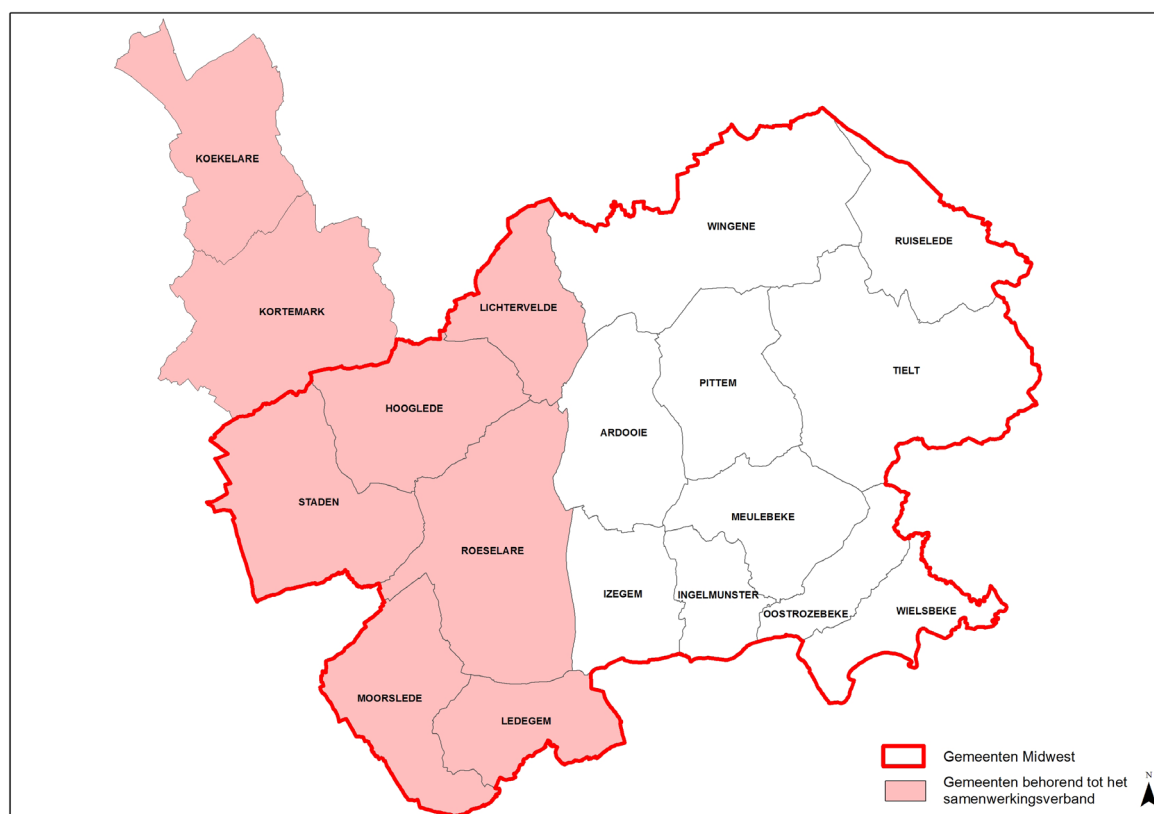 KOEKELARE
WINGENE
RUISELEDE
LICHTERVELDE
KORTEMARK
TIELT
PITTEM
HOOGLEDE
ARDOOIE
STADEN
MEULEBEKE
ROESELARE
IZEGEM
INGELMUNSTER
OOSTROZEBEKE
WIELSBEKE
MOORSLEDE
LEDEGEM
Gemeenten Midwest
Gemeenten behorend tot het
samenwerkingsverband
N